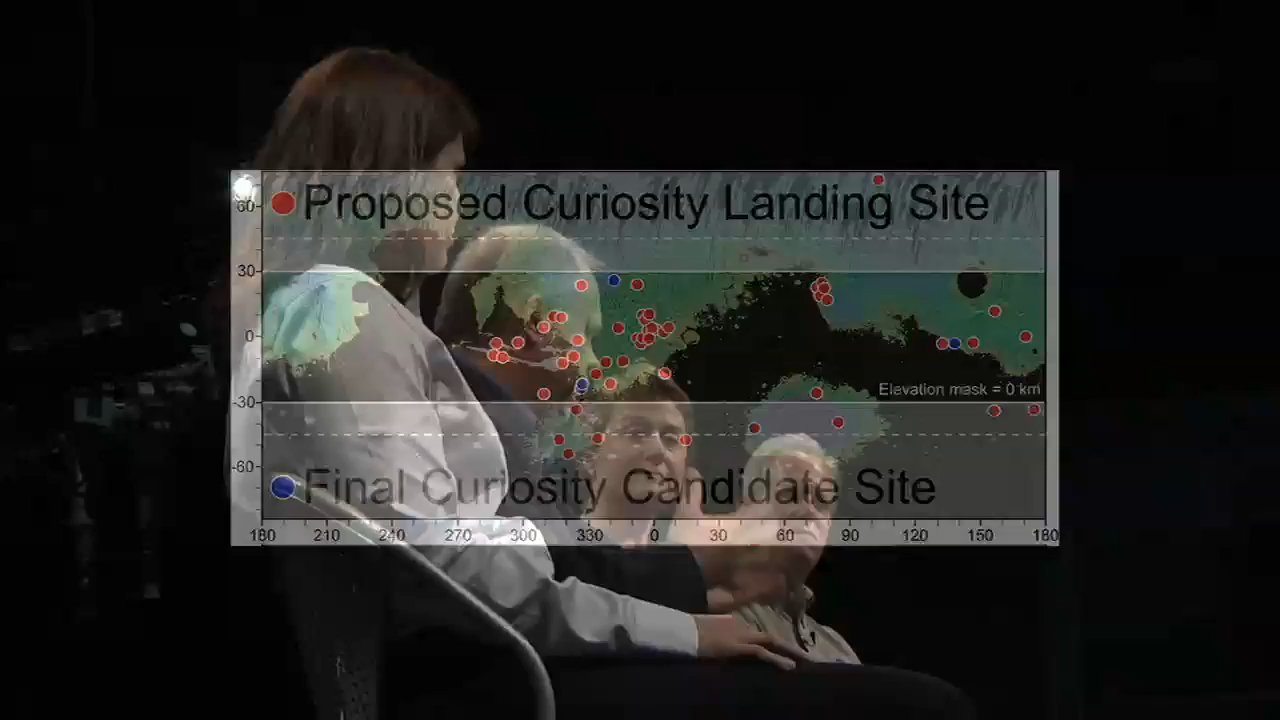 Proposed Curiosity Landing Site
60
30
0
Elevation mask = 0 km
-30
-60
Final Curiosity Candidate Site
180 210 240 270 300 330 0 30 60 90 120 150 180